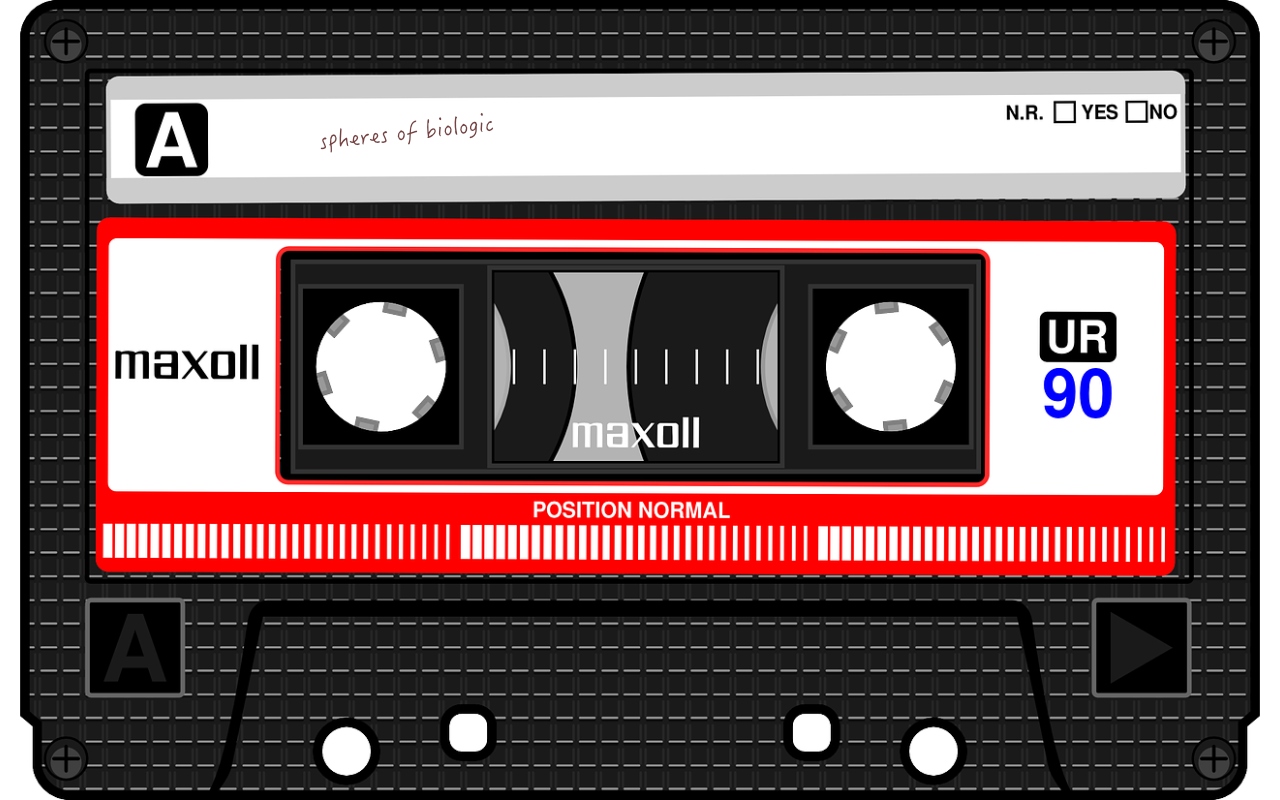 A
spheres of biologic
N.R. YES NO
maxoll
UR
90
maxoll
POSITION NORMAL
A